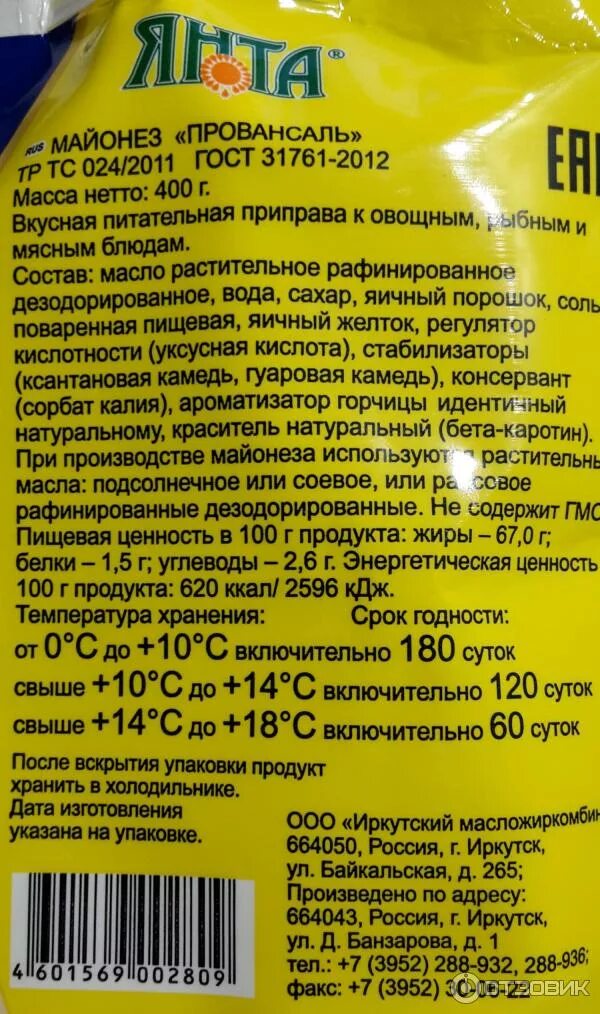 ЯНТА®
RUS МАЙОНЕЗ «ПРОВАНСАЛЬ»
ТР ТС 024/2011 ГОСТ 31761-2012
Масса нетто: 400 г.
Вкусная питательная приправа к овощным, рыбным и
мясным блюдам.
Состав: масло растительное рафинированное
дезодорированное, вода, сахар, яичный порошок, соль
поваренная пищевая, яичный желток, регулятор
кислотности (уксусная кислота), стабилизаторы
(ксантановая камедь, гуаровая камедь), консервант
(сорбат калия), ароматизатор горчицы идентичный
натуральному, краситель натуральный (бета-каротин).
При производстве майонеза используются растительны
масла: подсолнечное или соевое, или рапсовое
рафинированные дезодорированные. Не содержит ГМО
Пищевая ценность в 100 г продукта: жиры – 67,0 г;
белки – 1,5 г; углеводы – 2,6 г. Энергетическая ценность
100 г продукта: 620 ккал/ 2596 кДж.
Температура хранения: Срок годности:
от 0°С до +10°С включительно 180 суток
свыше +10°С до +14°С включительно 120 суток
свыше +14°С до +18°С включительно 60 суток
После вскрытия упаковки продукт
хранить в холодильнике.
Дата изготовления
указана на упаковке.
ООО «Иркутский масложиркомбин
664050, Россия, г. Иркутск,
ул. Байкальская, д. 265;
Произведено по адресу:
664043, Россия, г. Иркутск,
ул. Д. Банзарова, д. 1
тел.: +7 (3952) 288-932, 288-936;
факс: +7 (3952) 30-09-22
4 601569 002809
ОТЗОВИК